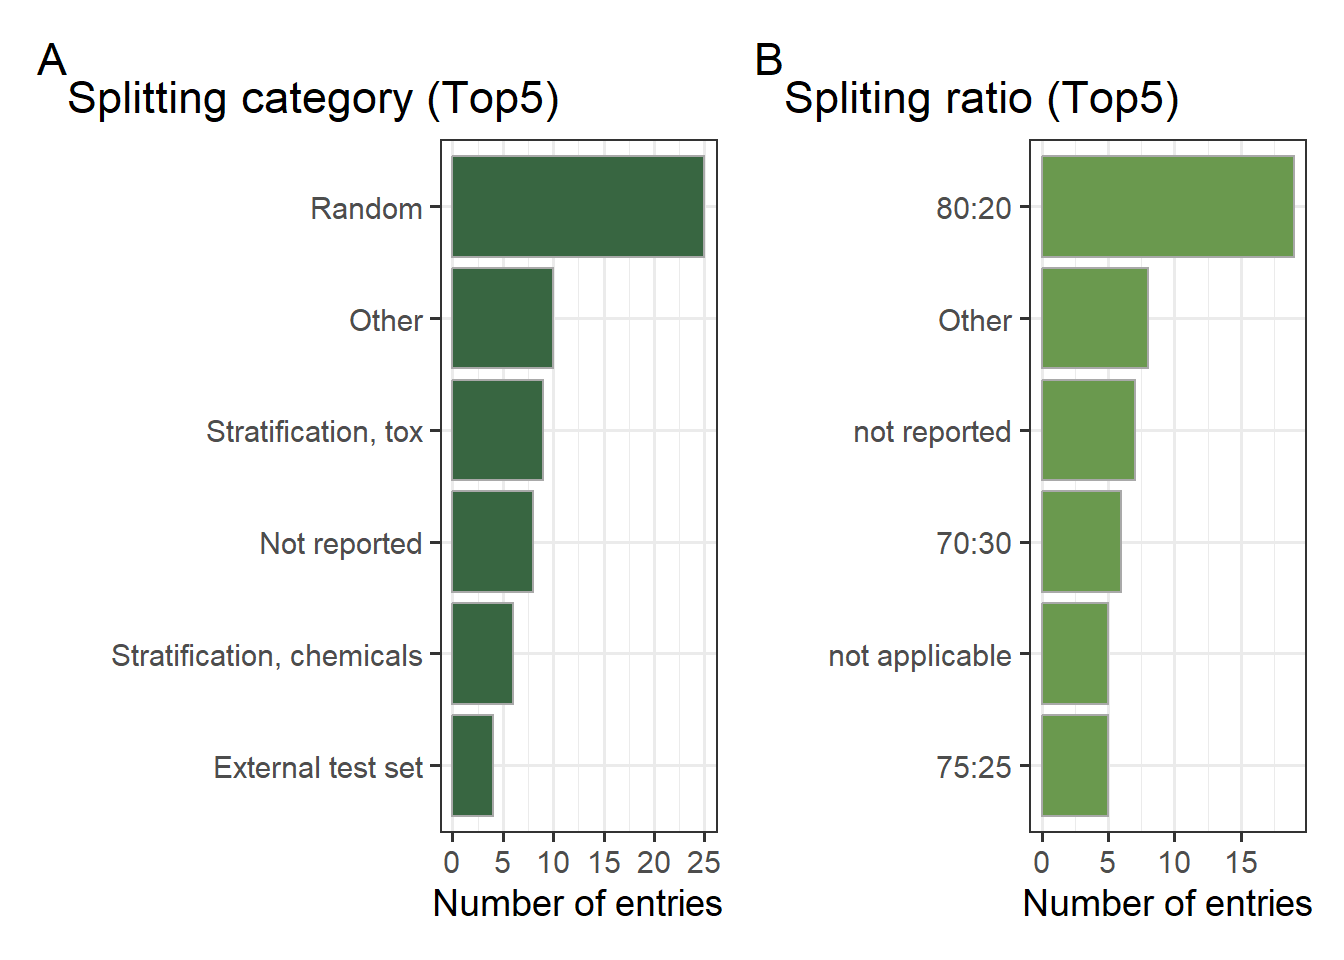 A
Splitting category (Top5)
Random
Other
Stratification, tox
Not reported
Stratification, chemicals
External test set
0 5 10 15 20 25
Number of entries
B
Spliting ratio (Top5)
80:20
Other
not reported
70:30
not applicable
75:25
0 5 10 15
Number of entries